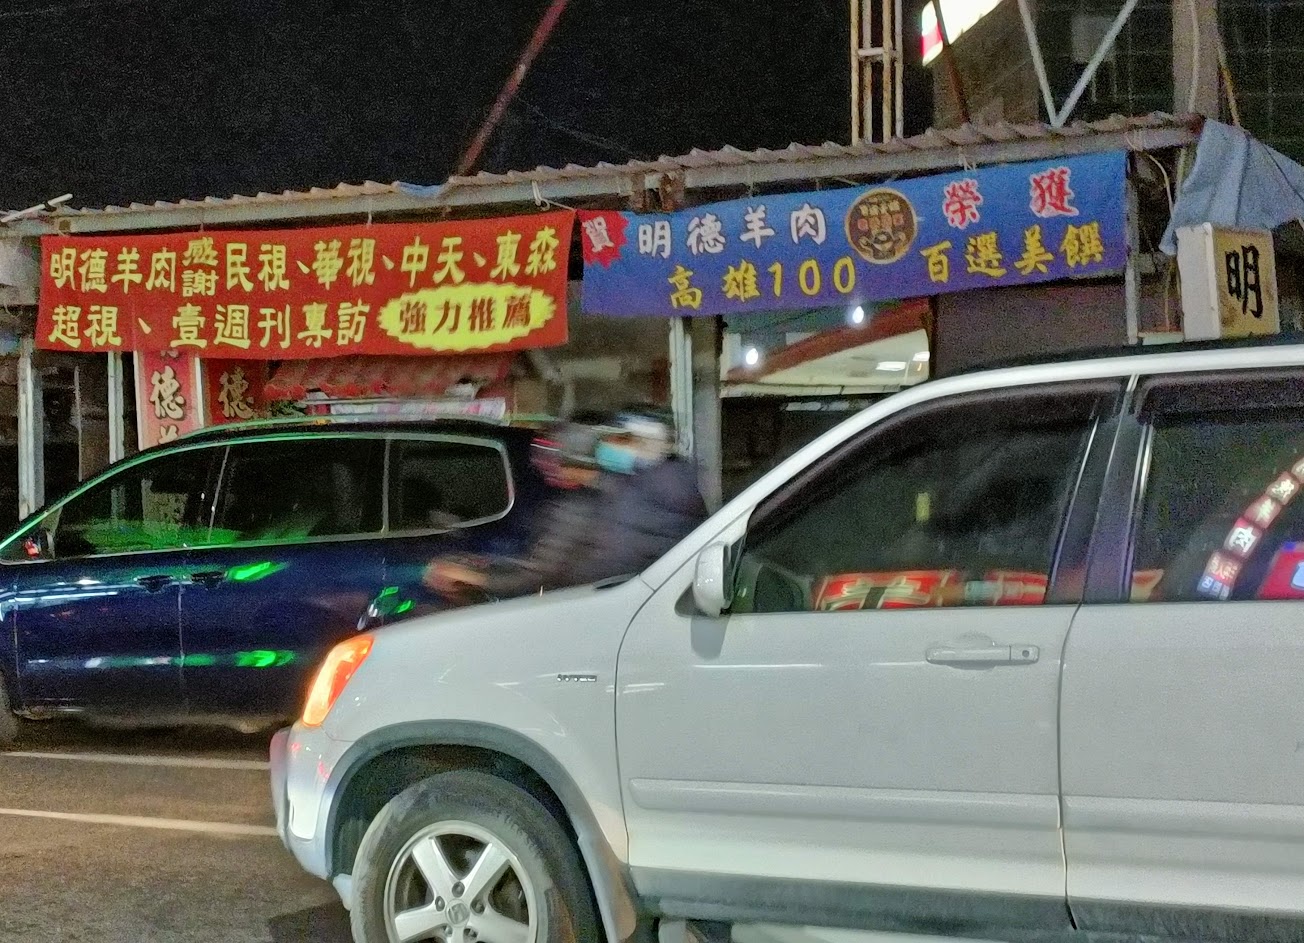 明德羊肉感謝民視、華視、中天、東森
超視、壹週刊專訪 強力推薦
賀 明德羊肉 榮獲
高雄100 百選美饌
明
德
德